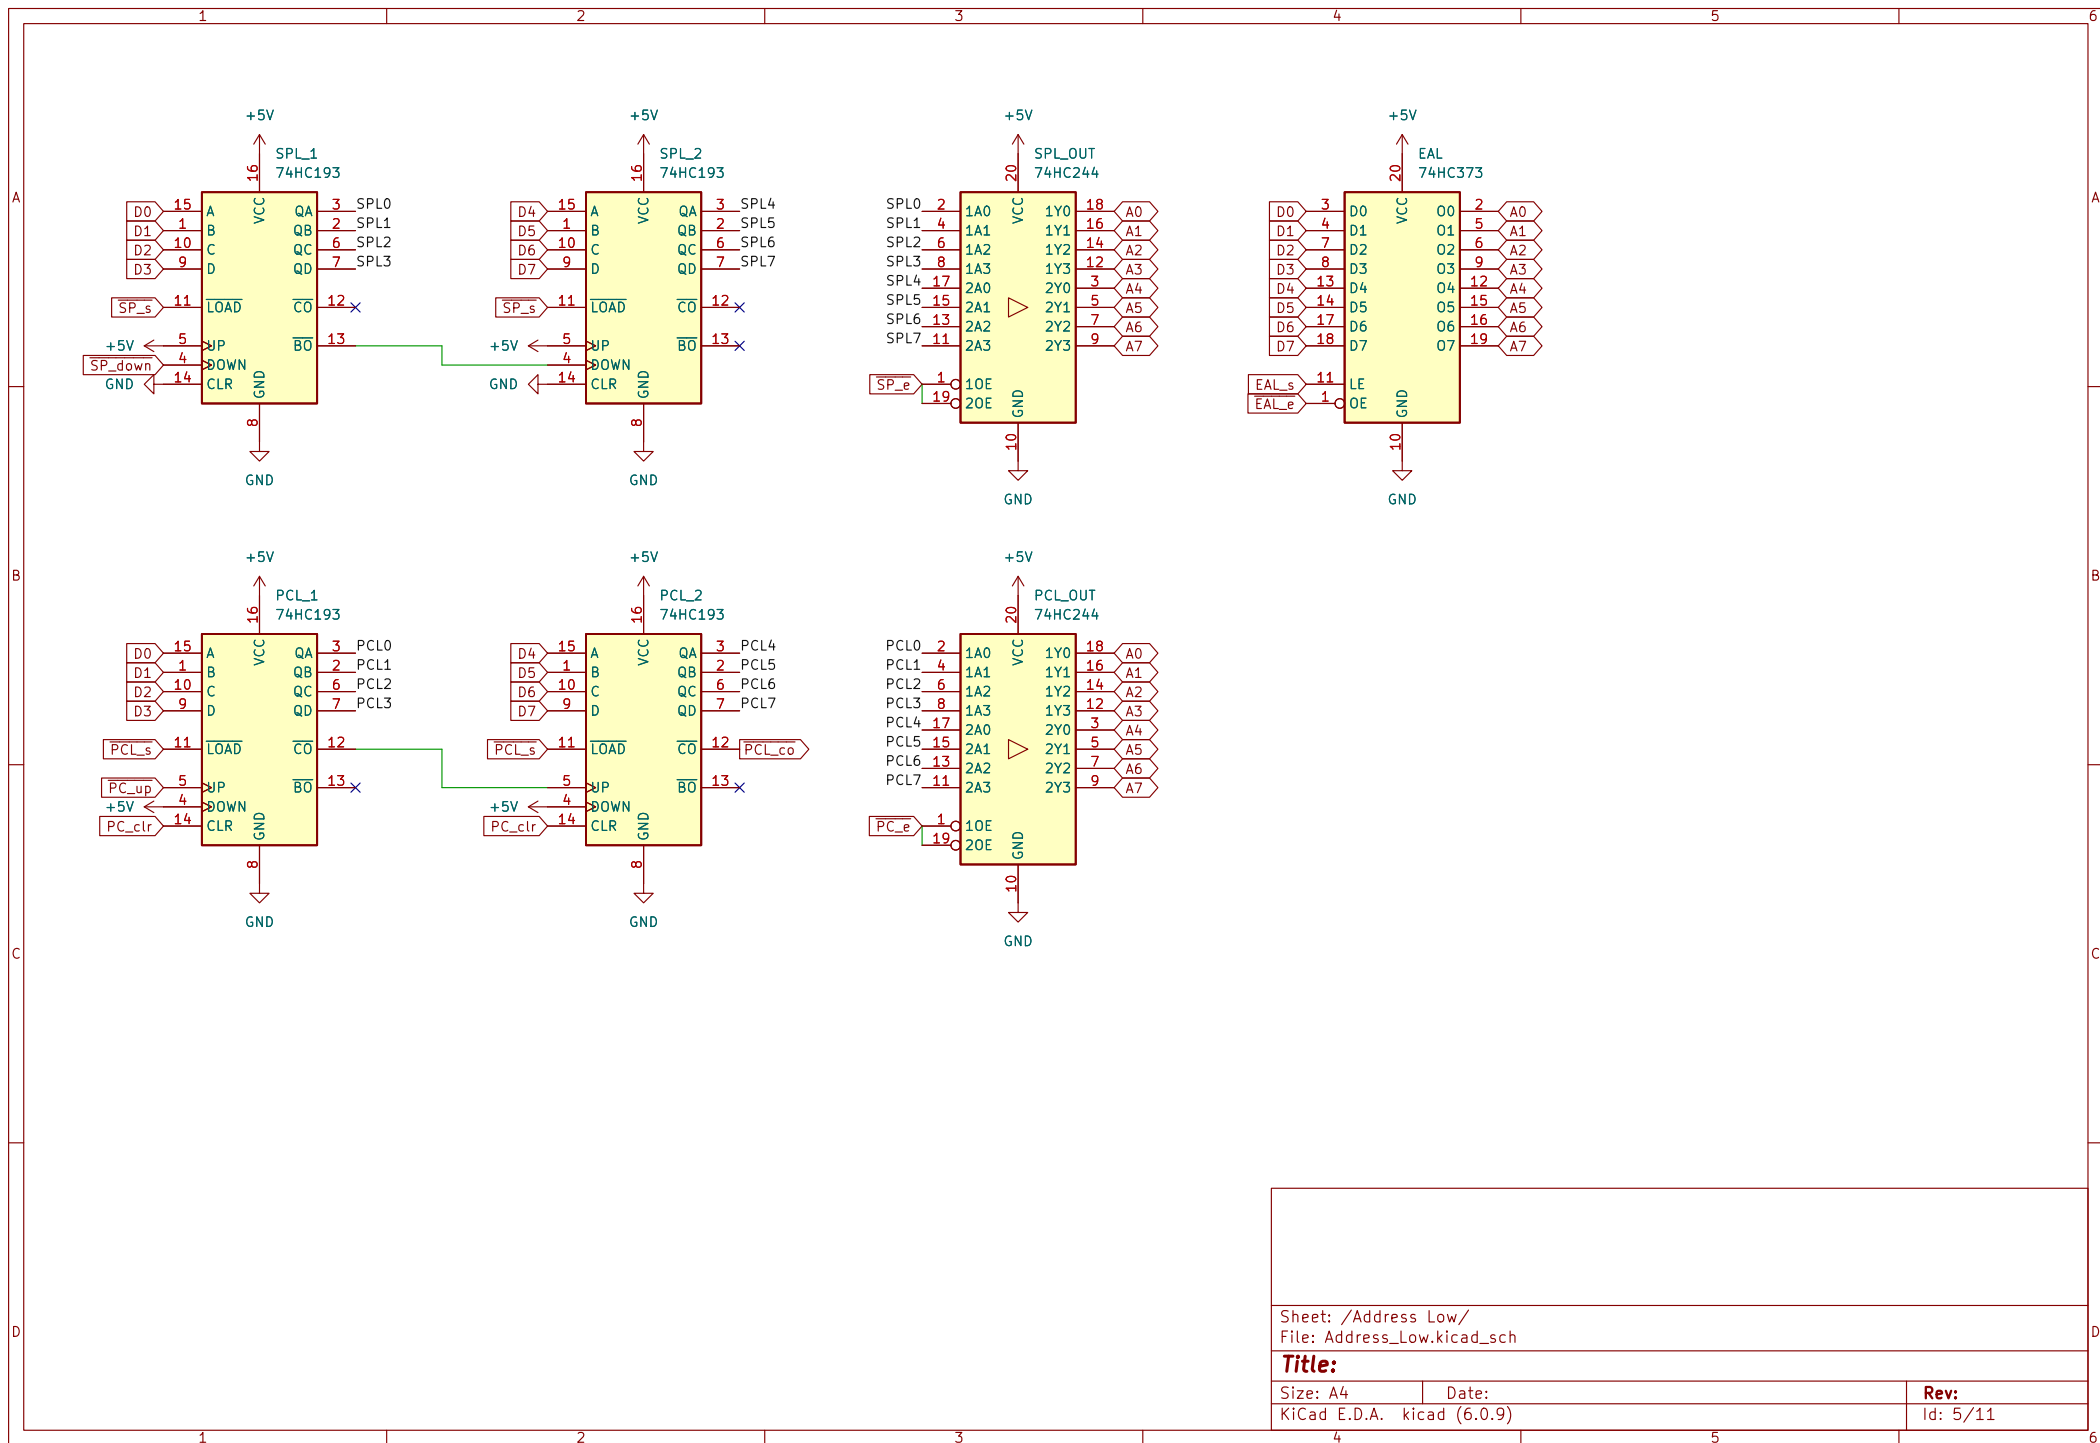 1 2 3 4 5 6
A A
B B
C C
D D
+5V
SPL_1
74HC193
16
VCC
D0 15 A QA 3 SPL0
D1 1 B QB 2 SPL1
D2 10 C QC 6 SPL2
D3 9 D QD 7 SPL3
SP_s 11 LOAD CO 12
+5V 5 UP BO 13
SP_down 4 DOWN
GND 14 CLR
GND
8
GND
+5V
SPL_2
74HC193
16
VCC
D4 15 A QA 3 SPL4
D5 1 B QB 2 SPL5
D6 10 C QC 6 SPL6
D7 9 D QD 7 SPL7
SP_s 11 LOAD CO 12
+5V 5 UP BO 13
4 DOWN
GND 14 CLR
GND
8
GND
+5V
SPL_OUT
74HC244
20
VCC
SPL0 2 1A0 1Y0 18 A0
SPL1 4 1A1 1Y1 16 A1
SPL2 6 1A2 1Y2 14 A2
SPL3 8 1A3 1Y3 12 A3
SPL4 17 2A0 2Y0 3 A4
SPL5 15 2A1 2Y1 5 A5
SPL6 13 2A2 2Y2 7 A6
SPL7 11 2A3 2Y3 9 A7
SP_e 1 1OE
19 2OE
GND
10
GND
+5V
EAL
74HC373
20
VCC
D0 3 D0 O0 2 A0
D1 4 D1 O1 5 A1
D2 7 D2 O2 6 A2
D3 8 D3 O3 9 A3
D4 13 D4 O4 12 A4
D5 14 D5 O5 15 A5
D6 17 D6 O6 16 A6
D7 18 D7 O7 19 A7
EAL_s 11 LE
EAL_e 1 OE
GND
10
GND
+5V
PCL_1
74HC193
16
VCC
D0 15 A QA 3 PCL0
D1 1 B QB 2 PCL1
D2 10 C QC 6 PCL2
D3 9 D QD 7 PCL3
PCL_s 11 LOAD CO 12
PC_up 5 UP BO 13
+5V 4 DOWN
PC_clr 14 CLR
GND
8
GND
+5V
PCL_2
74HC193
16
VCC
D4 15 A QA 3 PCL4
D5 1 B QB 2 PCL5
D6 10 C QC 6 PCL6
D7 9 D QD 7 PCL7
PCL_s 11 LOAD CO 12 PCL_co
5 UP BO 13
+5V 4 DOWN
PC_clr 14 CLR
GND
8
GND
+5V
PCL_OUT
74HC244
20
VCC
PCL0 2 1A0 1Y0 18 A0
PCL1 4 1A1 1Y1 16 A1
PCL2 6 1A2 1Y2 14 A2
PCL3 8 1A3 1Y3 12 A3
PCL4 17 2A0 2Y0 3 A4
PCL5 15 2A1 2Y1 5 A5
PCL6 13 2A2 2Y2 7 A6
PCL7 11 2A3 2Y3 9 A7
PC_e 1 1OE
19 2OE
GND
10
GND
Sheet: /Address Low/
File: Address_Low.kicad_sch
Title:
Size: A4 Date: Rev:
KiCad E.D.A. kicad (6.0.9) Id: 5/11
1 2 3 4 5 6